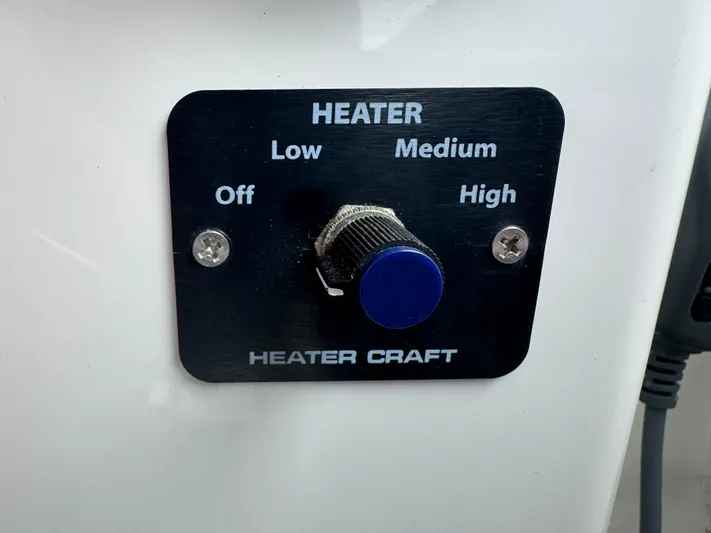 HEATER
Low Medium
Off High
HEATER CRAFT